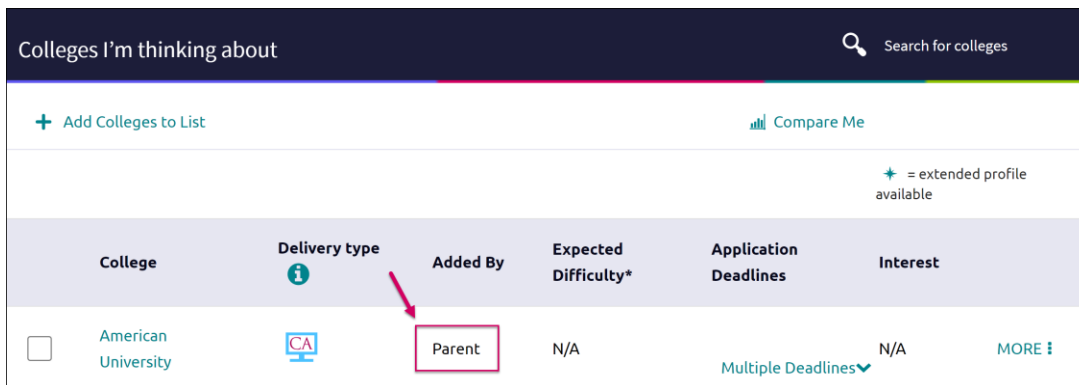 Colleges I'm thinking about
Search for colleges
Add Colleges to List
Compare Me
= extended profile
available
College
Delivery type
Added By
Expected
Difficulty*
Application
Deadlines
Interest
American
University
CA
Parent
N/A
Multiple Deadlines
N/A
MORE